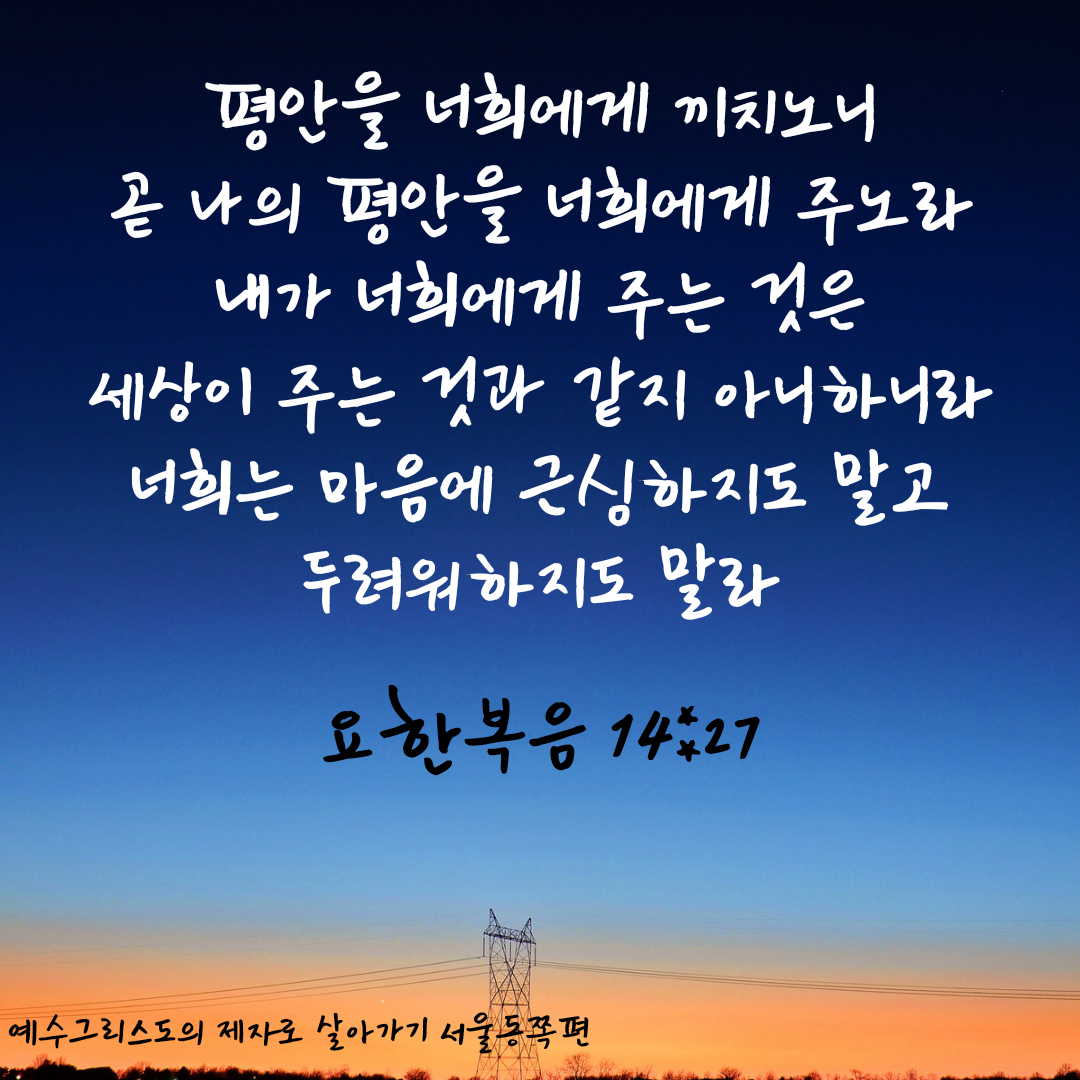 평안을 너희에게 끼치노니
곧 나의 평안을 너희에게 주노라
내가 너희에게 주는 것은
세상이 주는 것과 같지 아니하니라
너희는 마음에 근심하지도 말고
두려워하지도 말라
요한복음 14:27
예수그리스도의 제자로 살아가기 서울동쪽편